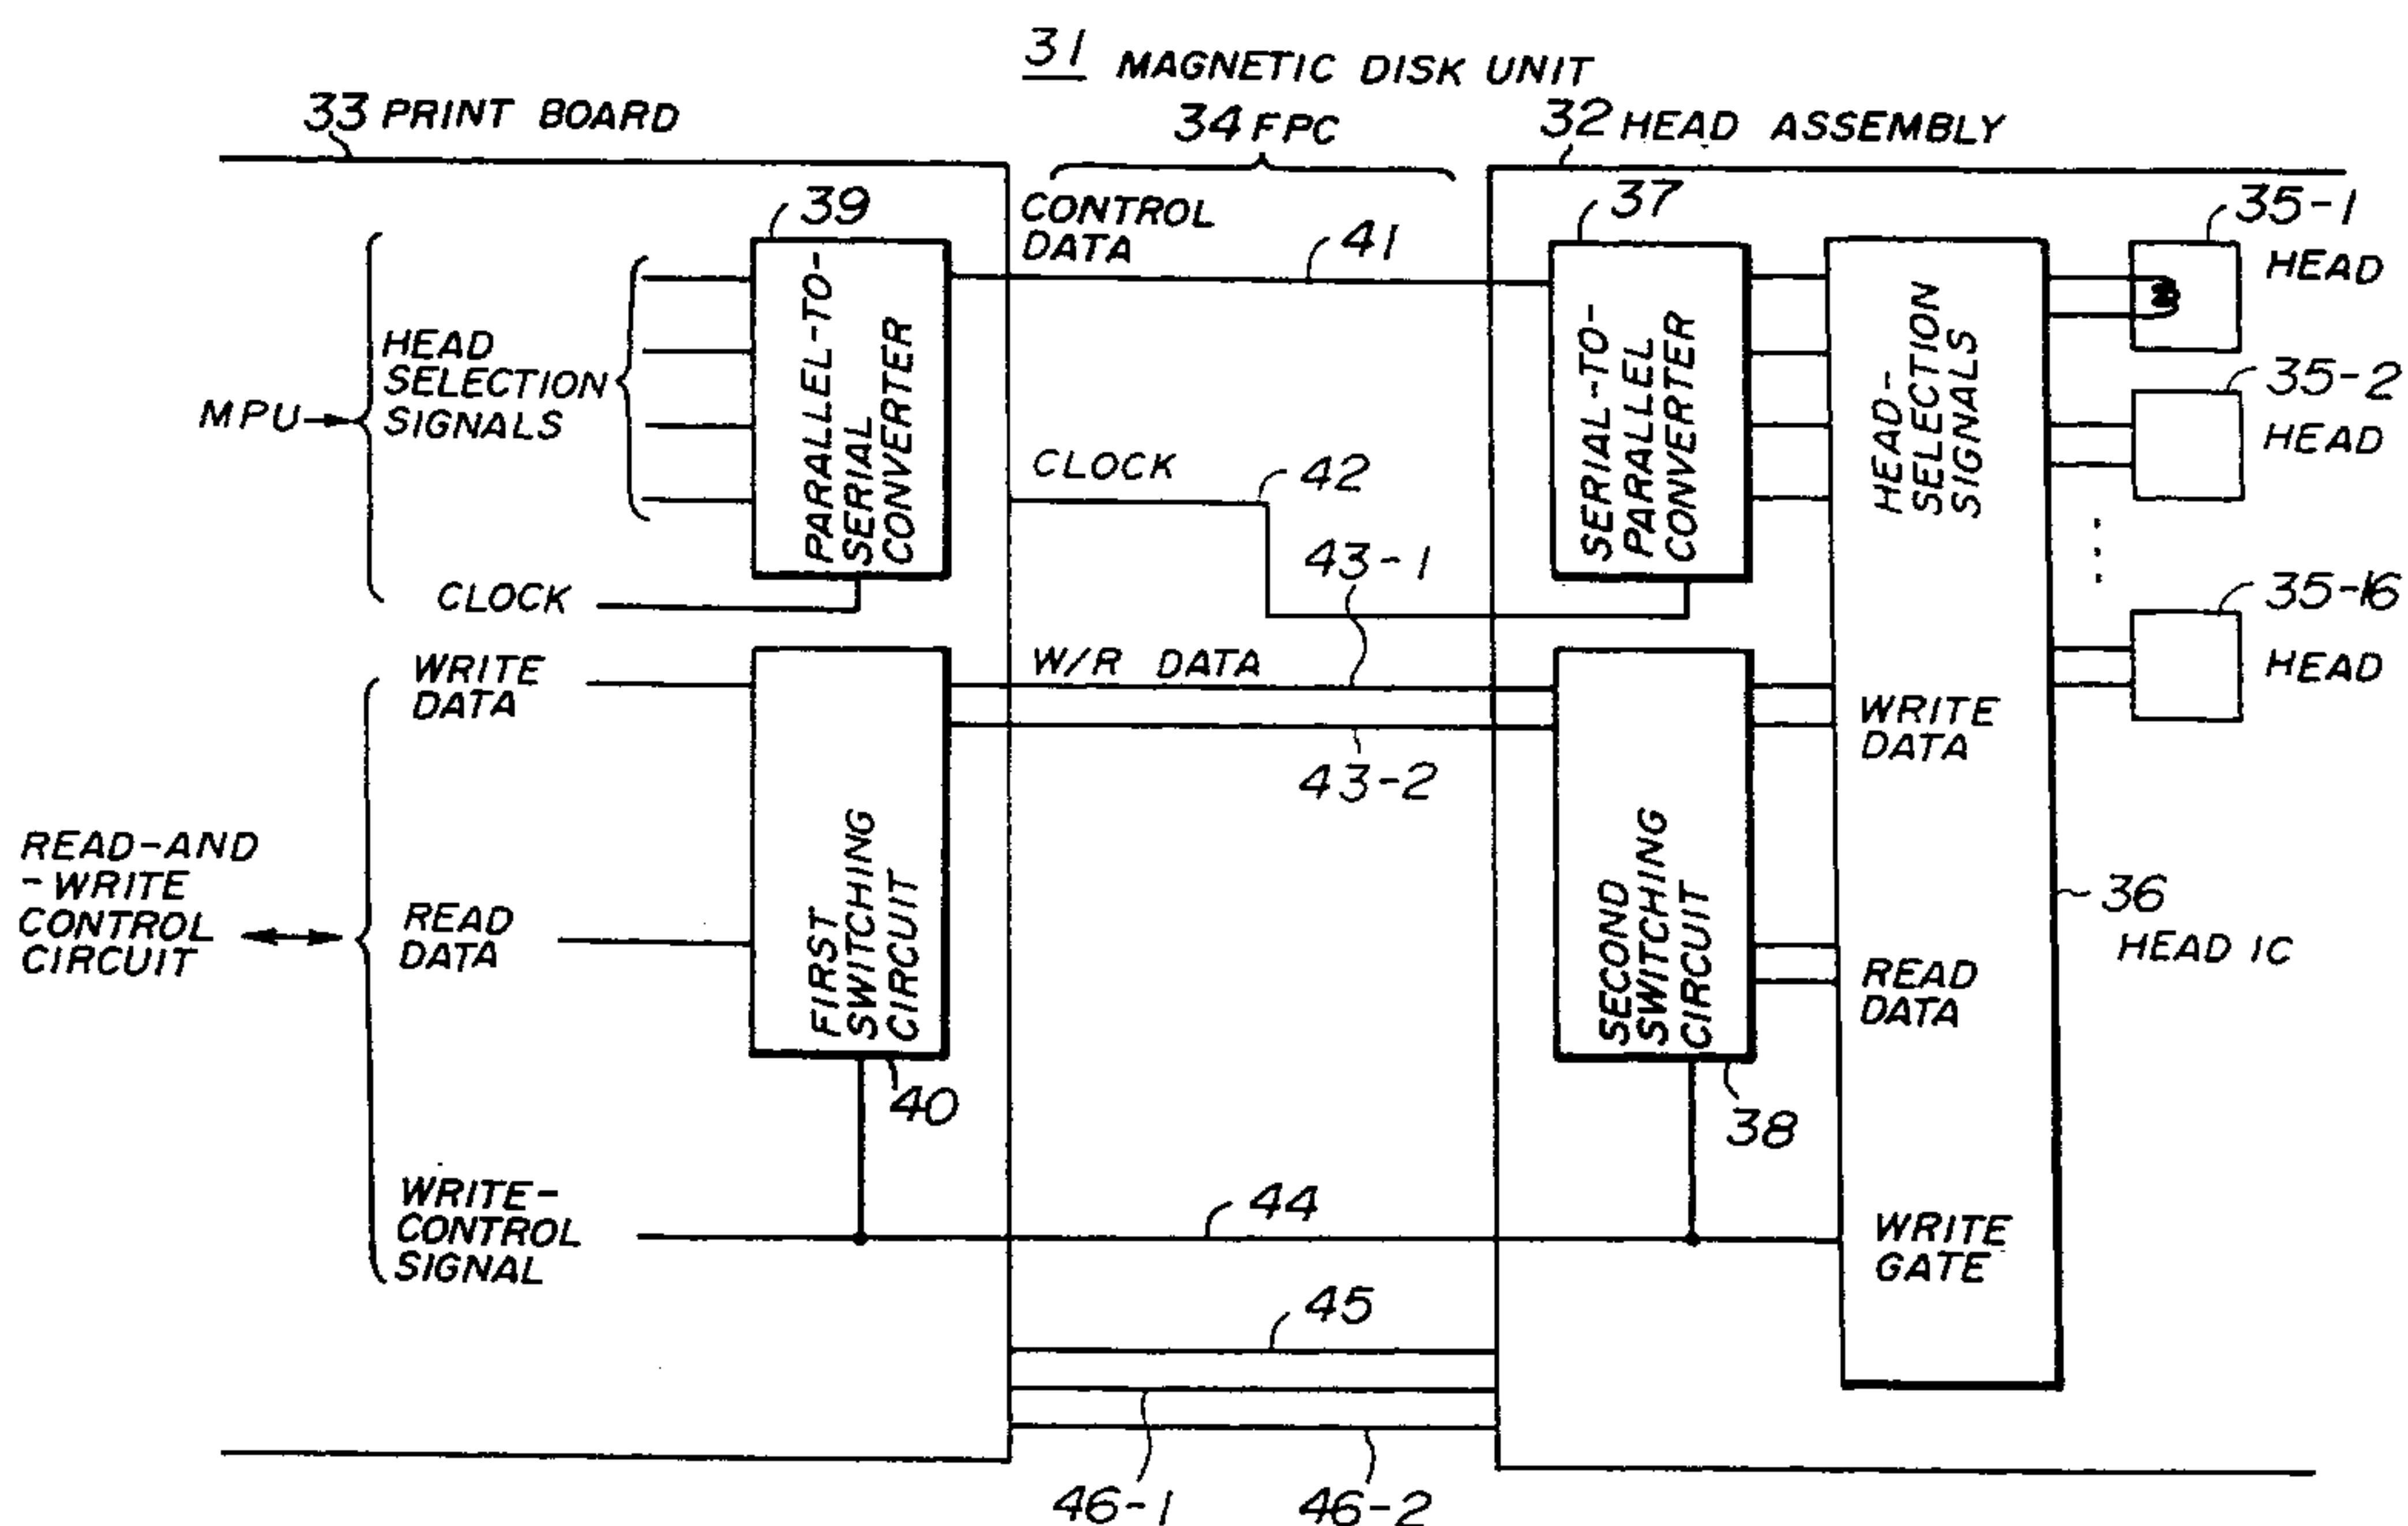 31 MAGNETIC DISK UNIT
33 PRINT BOARD
34 FPC
32 HEAD ASSEMBLY
39
CONTROL
DATA
41
37
35-1
HEAD
HEAD
SELECTION
SIGNALS
MPU
PARALLEL-TO-
SERIAL
CONVERTER
CLOCK
42
SERIAL-TO-
PARALLEL
CONVERTER
HEAD-
SELECTION
SIGNALS
35-2
HEAD
CLOCK
43-1
35-16
HEAD
WRITE
DATA
W/R DATA
43-2
WRITE
DATA
READ-AND
-WRITE
CONTROL
CIRCUIT
READ
DATA
FIRST
SWITCHING
CIRCUIT
40
SECOND
SWITCHING
CIRCUIT
38
READ
DATA
36
HEAD IC
WRITE-
CONTROL
SIGNAL
44
WRITE
GATE
45
46-1
46-2